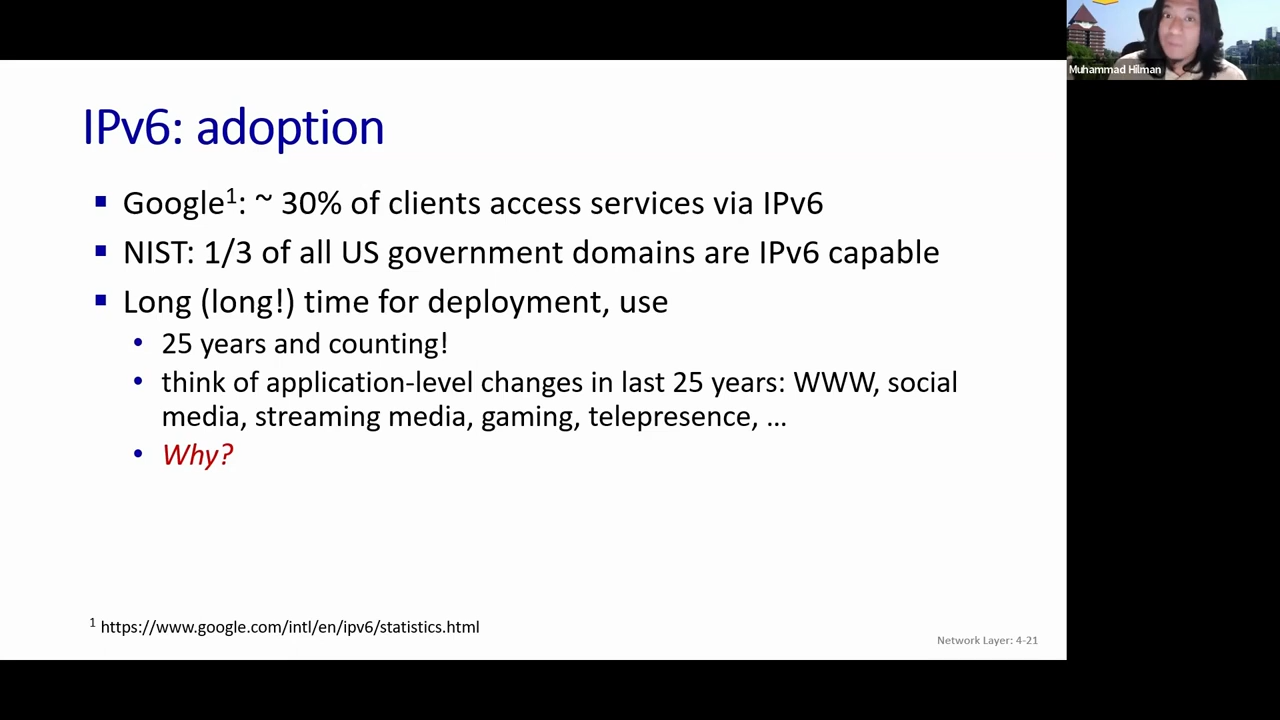 Muhammad Hilman
IPv6: adoption
▪ Google¹: ~ 30% of clients access services via IPv6
▪ NIST: 1/3 of all US government domains are IPv6 capable
▪ Long (long!) time for deployment, use
• 25 years and counting!
• think of application-level changes in last 25 years: WWW, social
media, streaming media, gaming, telepresence, …
• Why?
¹ https://www.google.com/intl/en/ipv6/statistics.html
Network Layer: 4-21